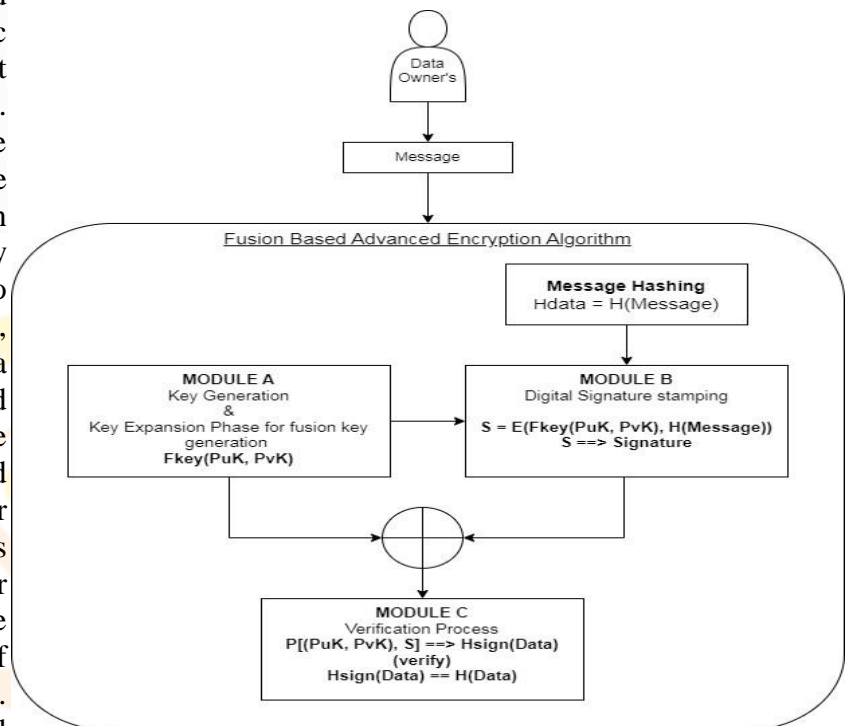 c
t
.
e
e
n
y
o
,
a
d
e
d
r
s
r
e
f
.
Data
Owner's
Message
Fusion Based Advanced Encryption Algorithm
Message Hashing
Hdata = H(Message)
MODULE A
Key Generation
&
Key Expansion Phase for fusion key
generation
Fkey(PuK, PvK)
MODULE B
Digital Signature stamping
S = E(Fkey(PuK, PvK), H(Message))
S ==> Signature
MODULE C
Verification Process
P[(PuK, PvK), S] ==> Hsign(Data)
(verify)
Hsign(Data) == H(Data)